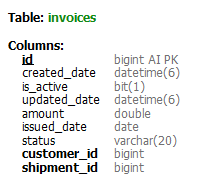 Table: invoices
Columns:
id bigint AI PK
created_date datetime(6)
is_active bit(1)
updated_date datetime(6)
amount double
issued_date date
status varchar(20)
customer_id bigint
shipment_id bigint